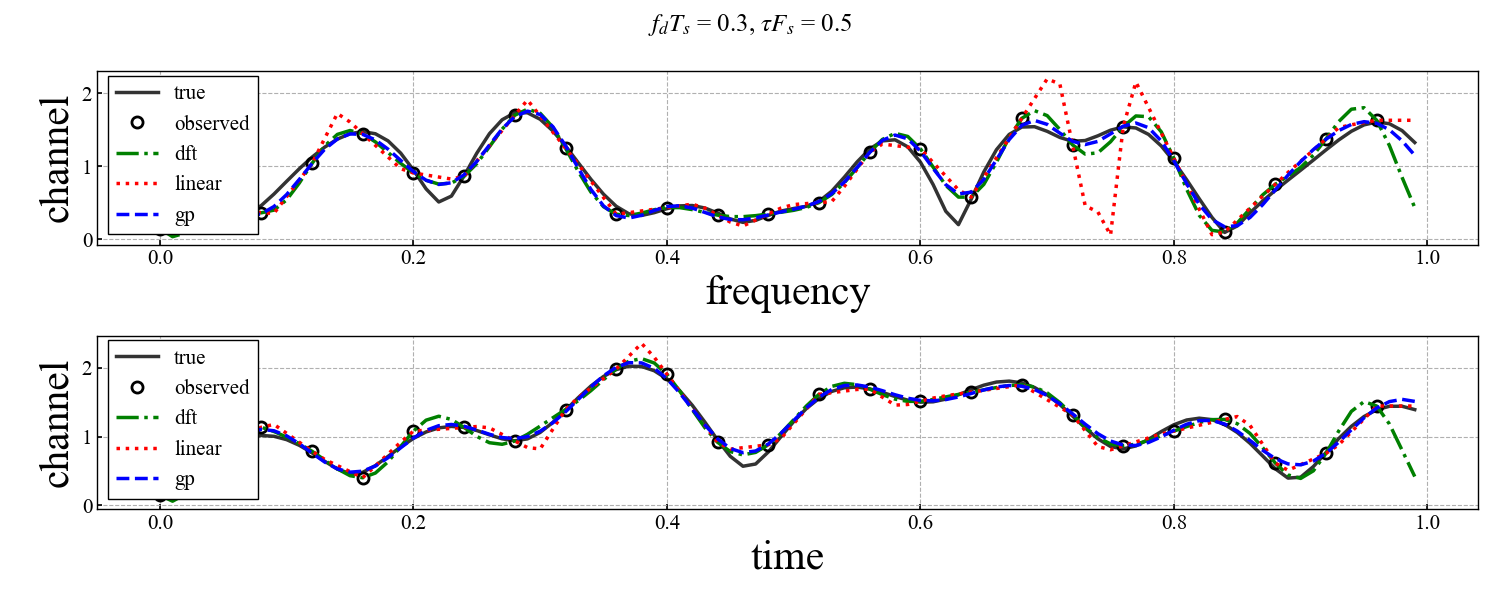 f_dT_s = 0.3, τF_s = 0.5
channel
2
1
0
true
observed
dft
linear
gp
0.0 0.2 0.4 0.6 0.8 1.0
frequency
channel
2
1
0
true
observed
dft
linear
gp
0.0 0.2 0.4 0.6 0.8 1.0
time